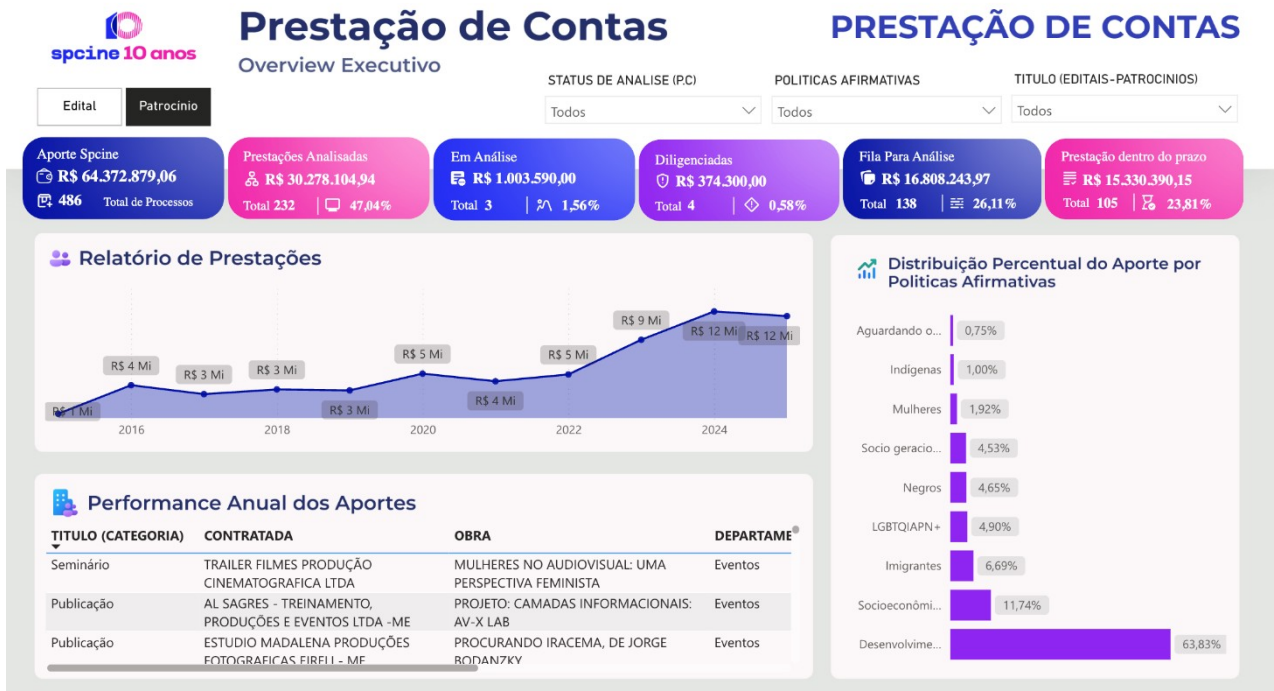 spcine 10 anos
Prestação de Contas
Overview Executivo
PRESTAÇÃO DE CONTAS
Edital
Patrocínio
STATUS DE ANALISE (P.C)
Todos
POLITICAS AFIRMATIVAS
Todos
TITULO (EDITAIS-PATROCINIOS)
Todos
Aporte Spcine
R$ 64.372.879,06
486 Total de Processos
Prestações Analisadas
R$ 30.278.104,94
Total 232 47,04%
Em Análise
R$ 1.003.590,00
Total 3 1,56%
Diligenciadas
R$ 374.300,00
Total 4 0,58%
Fila Para Análise
R$ 16.808.243,97
Total 138 26,11%
Prestação dentro do prazo
R$ 15.330.390,15
Total 105 23,81%
Relatório de Prestações
R$ 1 Mi
R$ 4 Mi
R$ 3 Mi
R$ 3 Mi
R$ 3 Mi
R$ 5 Mi
R$ 4 Mi
R$ 5 Mi
R$ 9 Mi
R$ 12 Mi
R$ 12 Mi
2016 2018 2020 2022 2024
Performance Anual dos Aportes
TITULO (CATEGORIA) CONTRATADA OBRA DEPARTAME
Seminário TRAILER FILMES PRODUÇÃO MULHERES NO AUDIOVISUAL: UMA Eventos
CINEMATOGRAFICA LTDA PERSPECTIVA FEMINISTA
Publicação AL SAGRES - TREINAMENTO, PROJETO: CAMADAS INFORMACIONAIS: Eventos
PRODUÇÕES E EVENTOS LTDA -ME AV-X LAB
Publicação ESTUDIO MADALENA PRODUÇÕES PROCURANDO IRACEMA, DE JORGE Eventos
FOTOGRAFICAS EIRELI - ME BODANZKY
Distribuição Percentual do Aporte por
Politicas Afirmativas
Aguardando o... 0,75%
Indígenas 1,00%
Mulheres 1,92%
Socio geracio... 4,53%
Negros 4,65%
LGBTQIAPN+ 4,90%
Imigrantes 6,69%
Socioeconômi... 11,74%
Desenvolvime... 63,83%